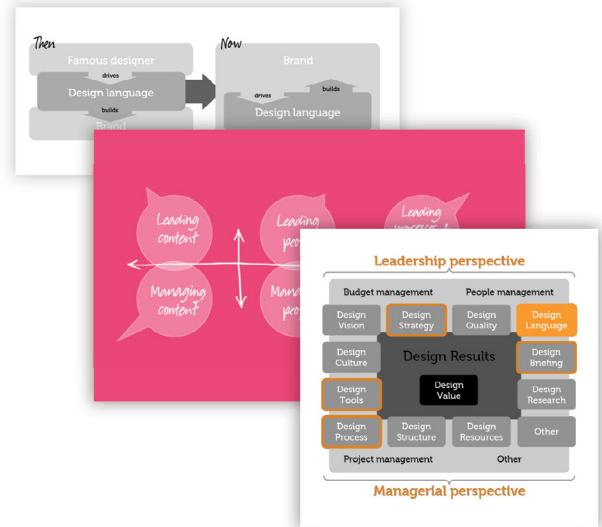 Then
Famous designer
drives
Design language
builds
Brand
Now
Brand
drives
builds
Design language
Leading
content
Leading
Leading
Managing
content
Leadership perspective
Budget management
People management
Design
Vision
Design
Strategy
Design
Quality
Design
Language
Design
Culture
Design Results
Design
Briefing
Design
Tools
Design
Value
Design
Research
Design
Process
Design
Structure
Design
Resources
Other
Project management
Other
Managerial perspective